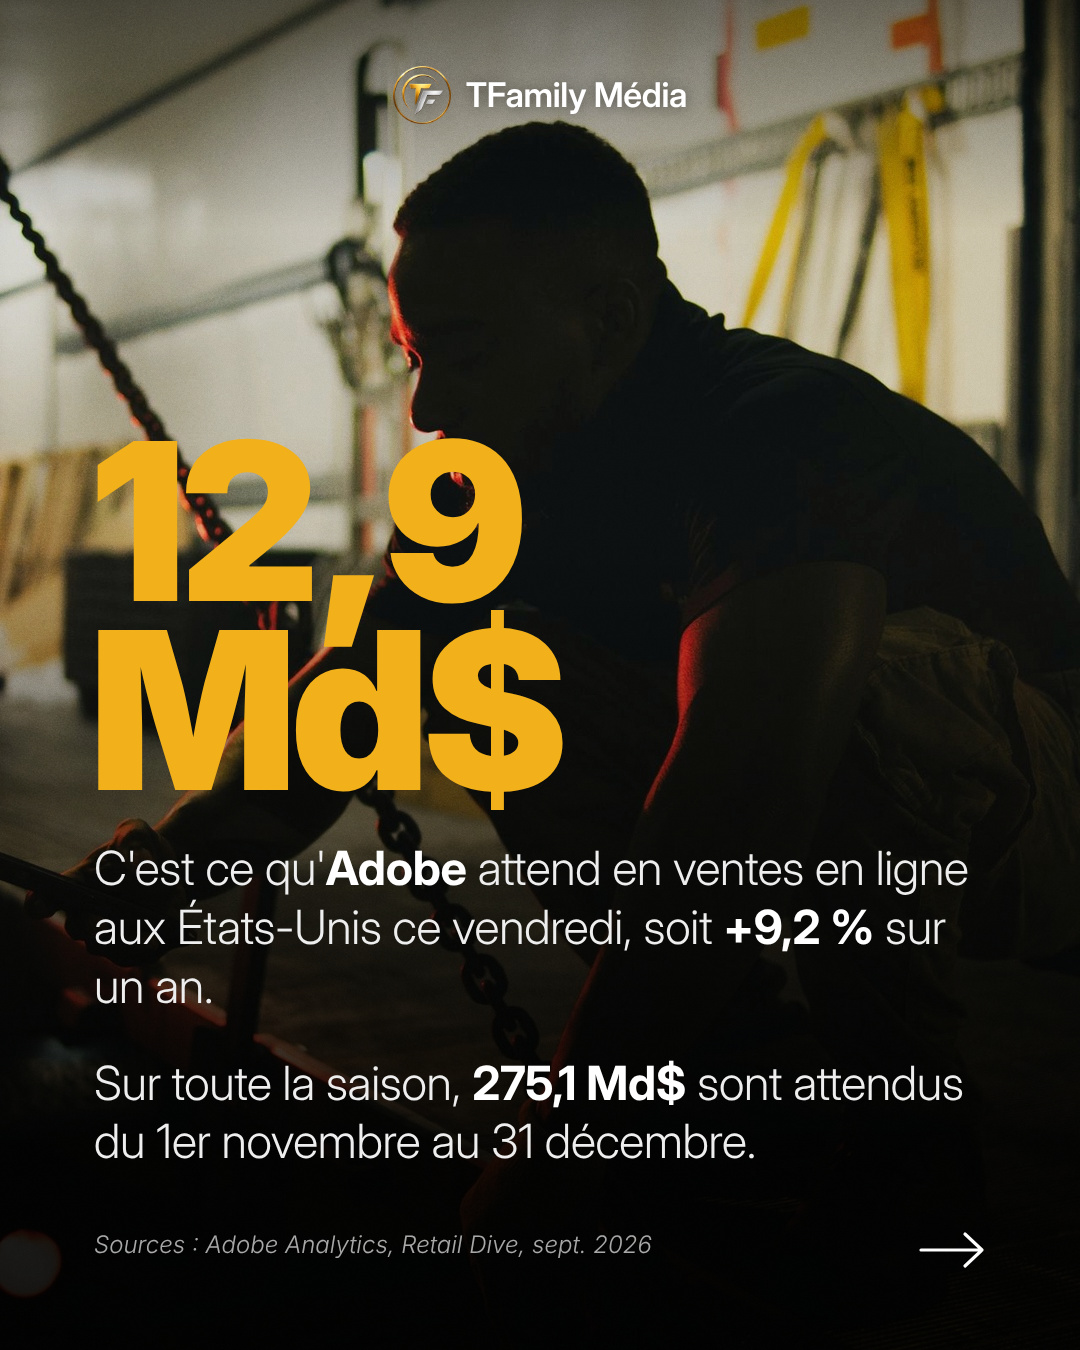 TFamily Média
12,9
Md$
C'est ce qu'Adobe attend en ventes en ligne
aux États-Unis ce vendredi, soit +9,2 % sur
un an.
Sur toute la saison, 275,1 Md$ sont attendus
du 1er novembre au 31 décembre.
Sources : Adobe Analytics, Retail Dive, sept. 2026